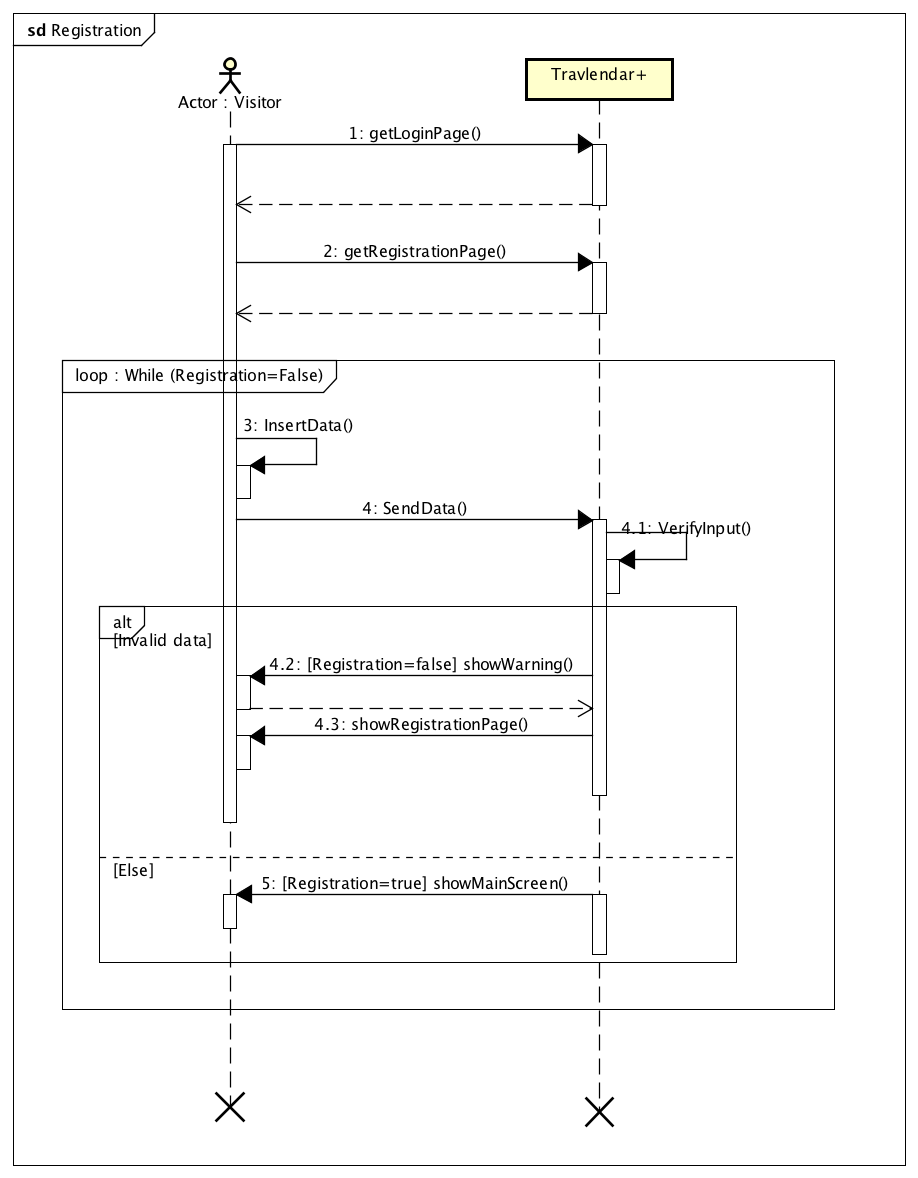 sd Registration
Actor : Visitor
Travlendar+
1: getLoginPage()
2: getRegistrationPage()
loop : While (Registration=False)
3: InsertData()
4: SendData()
4.1: VerifyInput()
alt
[Invalid data]
4.2: [Registration=false] showWarning()
4.3: showRegistrationPage()
[Else]
5: [Registration=true] showMainScreen()